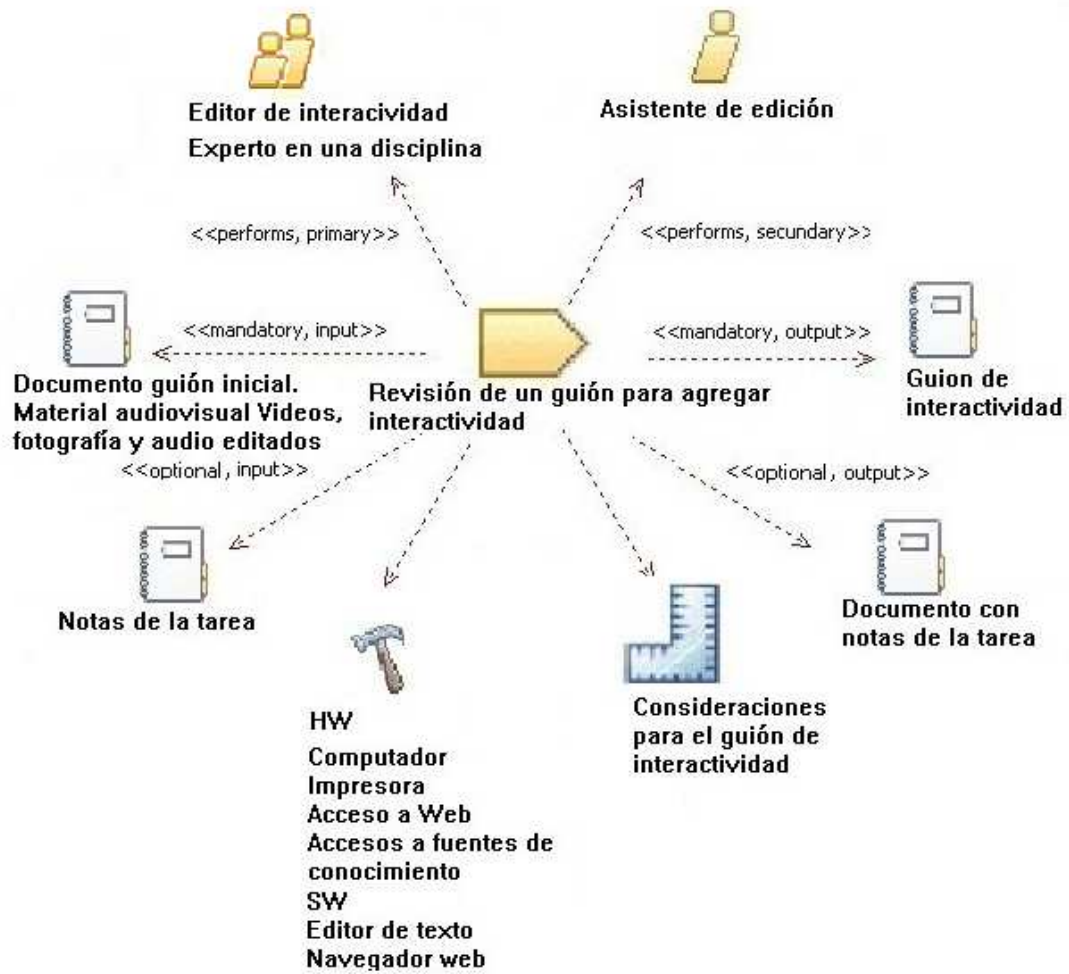 Editor de interacividad
Experto en una disciplina
Asistente de edición
<<performs, primary>>
<<performs, secundary>>
<<mandatory, input>>
<<mandatory, output>>
Documento guión inicial.
Material audiovisual Videos,
fotografía y audio editados
Revisión de un guión para agregar
interactividad
Guion de
interactividad
<<optional, input>>
<<optional, output>>
Notas de la tarea
Documento con
notas de la tarea
HW
Computador
Impresora
Acceso a Web
Accesos a fuentes de
conocimiento
SW
Editor de texto
Navegador web
Consideraciones
para el guión de
interactividad